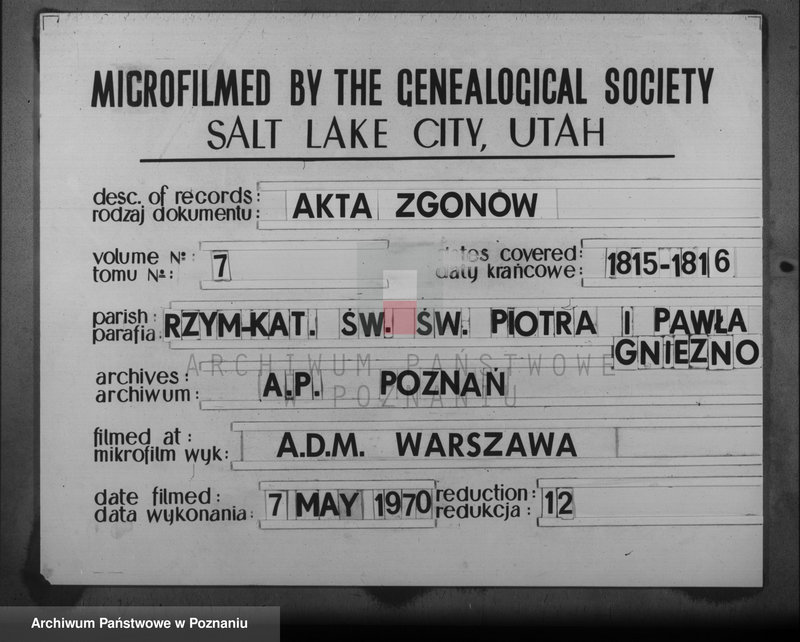 MICROFILMED BY THE GENEALOGICAL SOCIETY
SALT LAKE CITY, UTAH
desc. of records:
rodzaj dokumentu:
AKTA ZGONÓW
volume №:
tomu №:
7
dates covered:
daty krańcowe:
1815-1816
parish:
parafia:
RZYM-KAT. ŚW. ŚW. PIOTRA I PAWŁA
GNIEZNO
ARCHIWUM PAŃSTWOWE
W POZNANIU
archives:
archiwum:
A.P. POZNAŃ
filmed at:
mikrofilm wyk:
A.D.M. WARSZAWA
date filmed:
data wykonania:
7 MAY 1970
reduction:
redukcja:
12
Archiwum Państwowe w Poznaniu